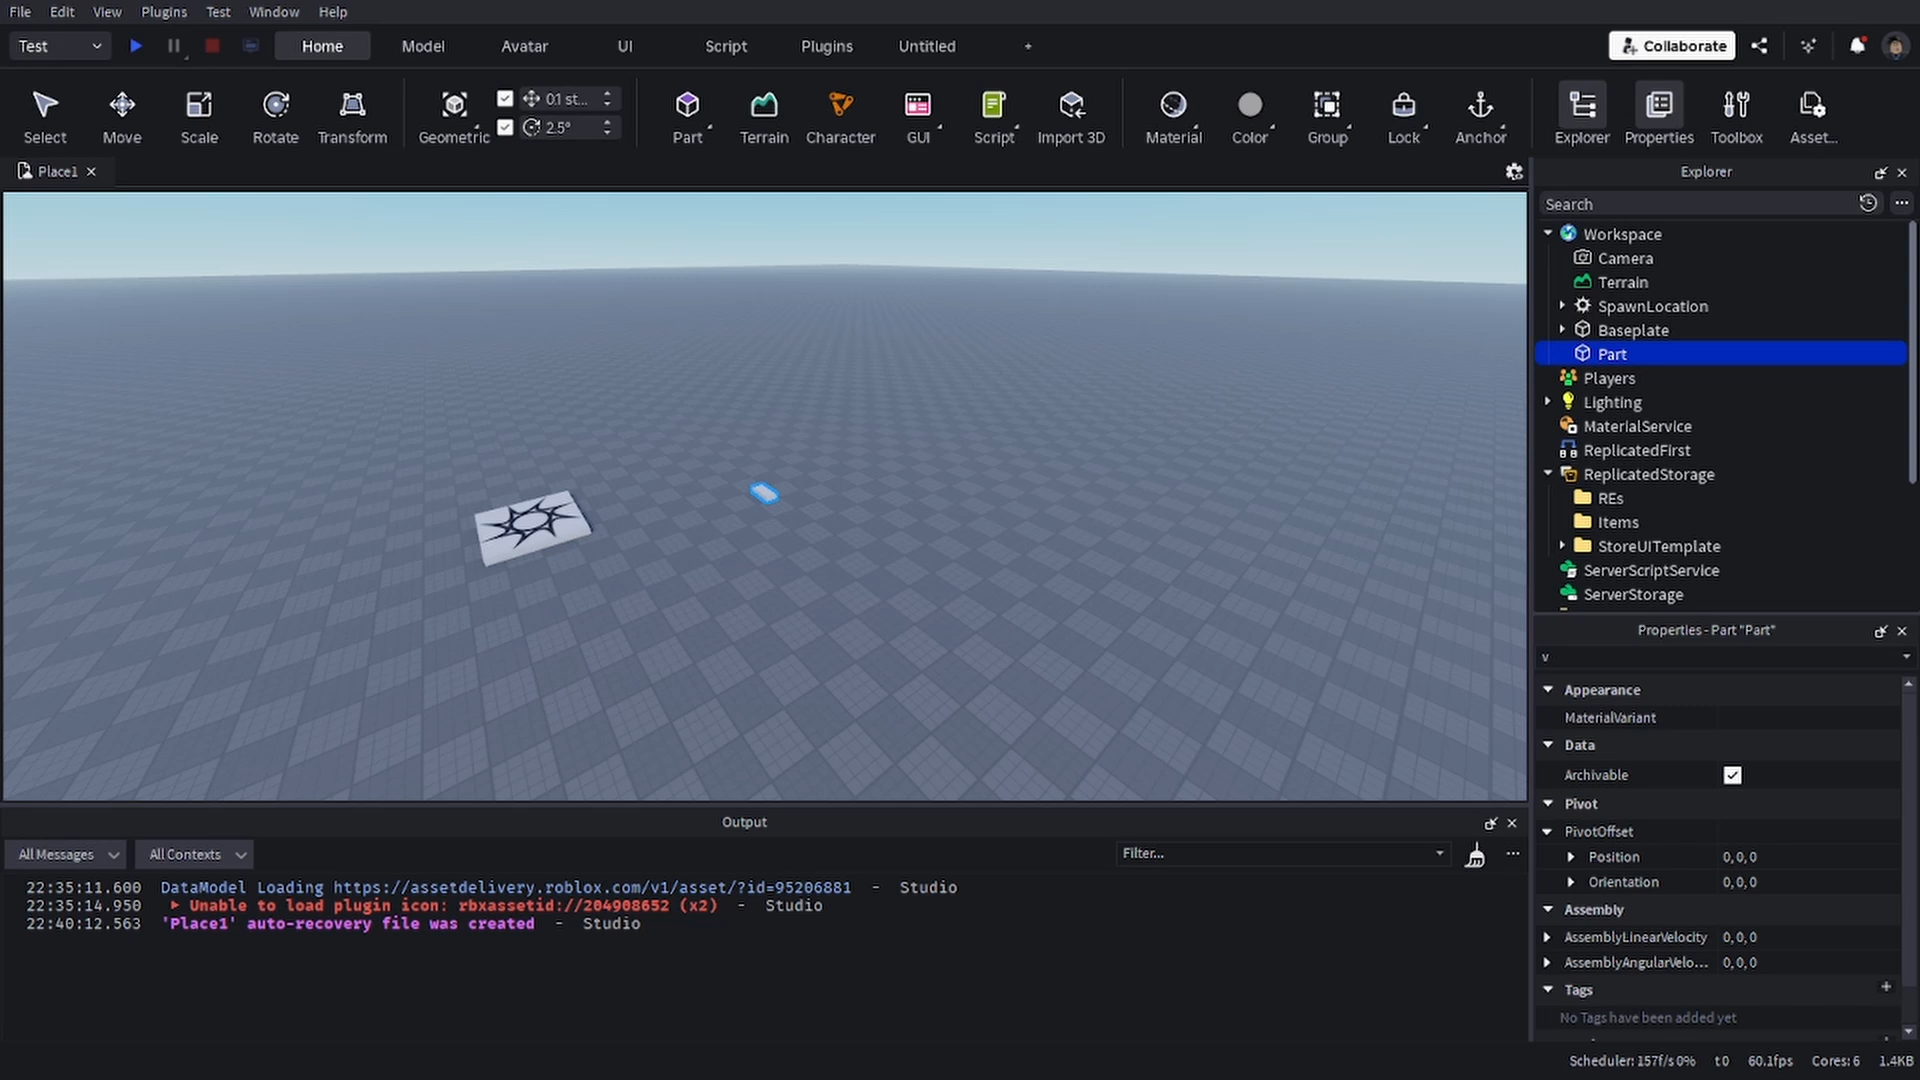 File Edit View Plugins Test Window Help
Test Home Model Avatar UI Script Plugins Untitled + Collaborate
Select Move Scale Rotate Transform Geometric 0.1 st... 2.5° Part Terrain Character GUI Script Import 3D Material Color Group Lock Anchor Explorer Properties Toolbox Asset...
Place1
Explorer
Search
Workspace
Camera
Terrain
SpawnLocation
Baseplate
Part
Players
Lighting
MaterialService
ReplicatedFirst
ReplicatedStorage
REs
Items
StoreUITemplate
ServerScriptService
ServerStorage
Properties - Part "Part"
v
Appearance
MaterialVariant
Data
Archivable
Pivot
PivotOffset
Position 0, 0, 0
Orientation 0, 0, 0
Assembly
AssemblyLinearVelocity 0, 0, 0
AssemblyAngularVelo... 0, 0, 0
Tags +
No Tags have been added yet
Output
All Messages All Contexts Filter... ...
22:35:11.600 DataModel Loading https://assetdelivery.roblox.com/v1/asset/?id=95206881 - Studio
22:35:14.950 Unable to load plugin icon: rbxassetid://204908652 (x2) - Studio
22:40:12.563 'Place1' auto-recovery file was created - Studio
Scheduler: 157f/s 0% t 0 60.1fps Cores: 6 1.4KB